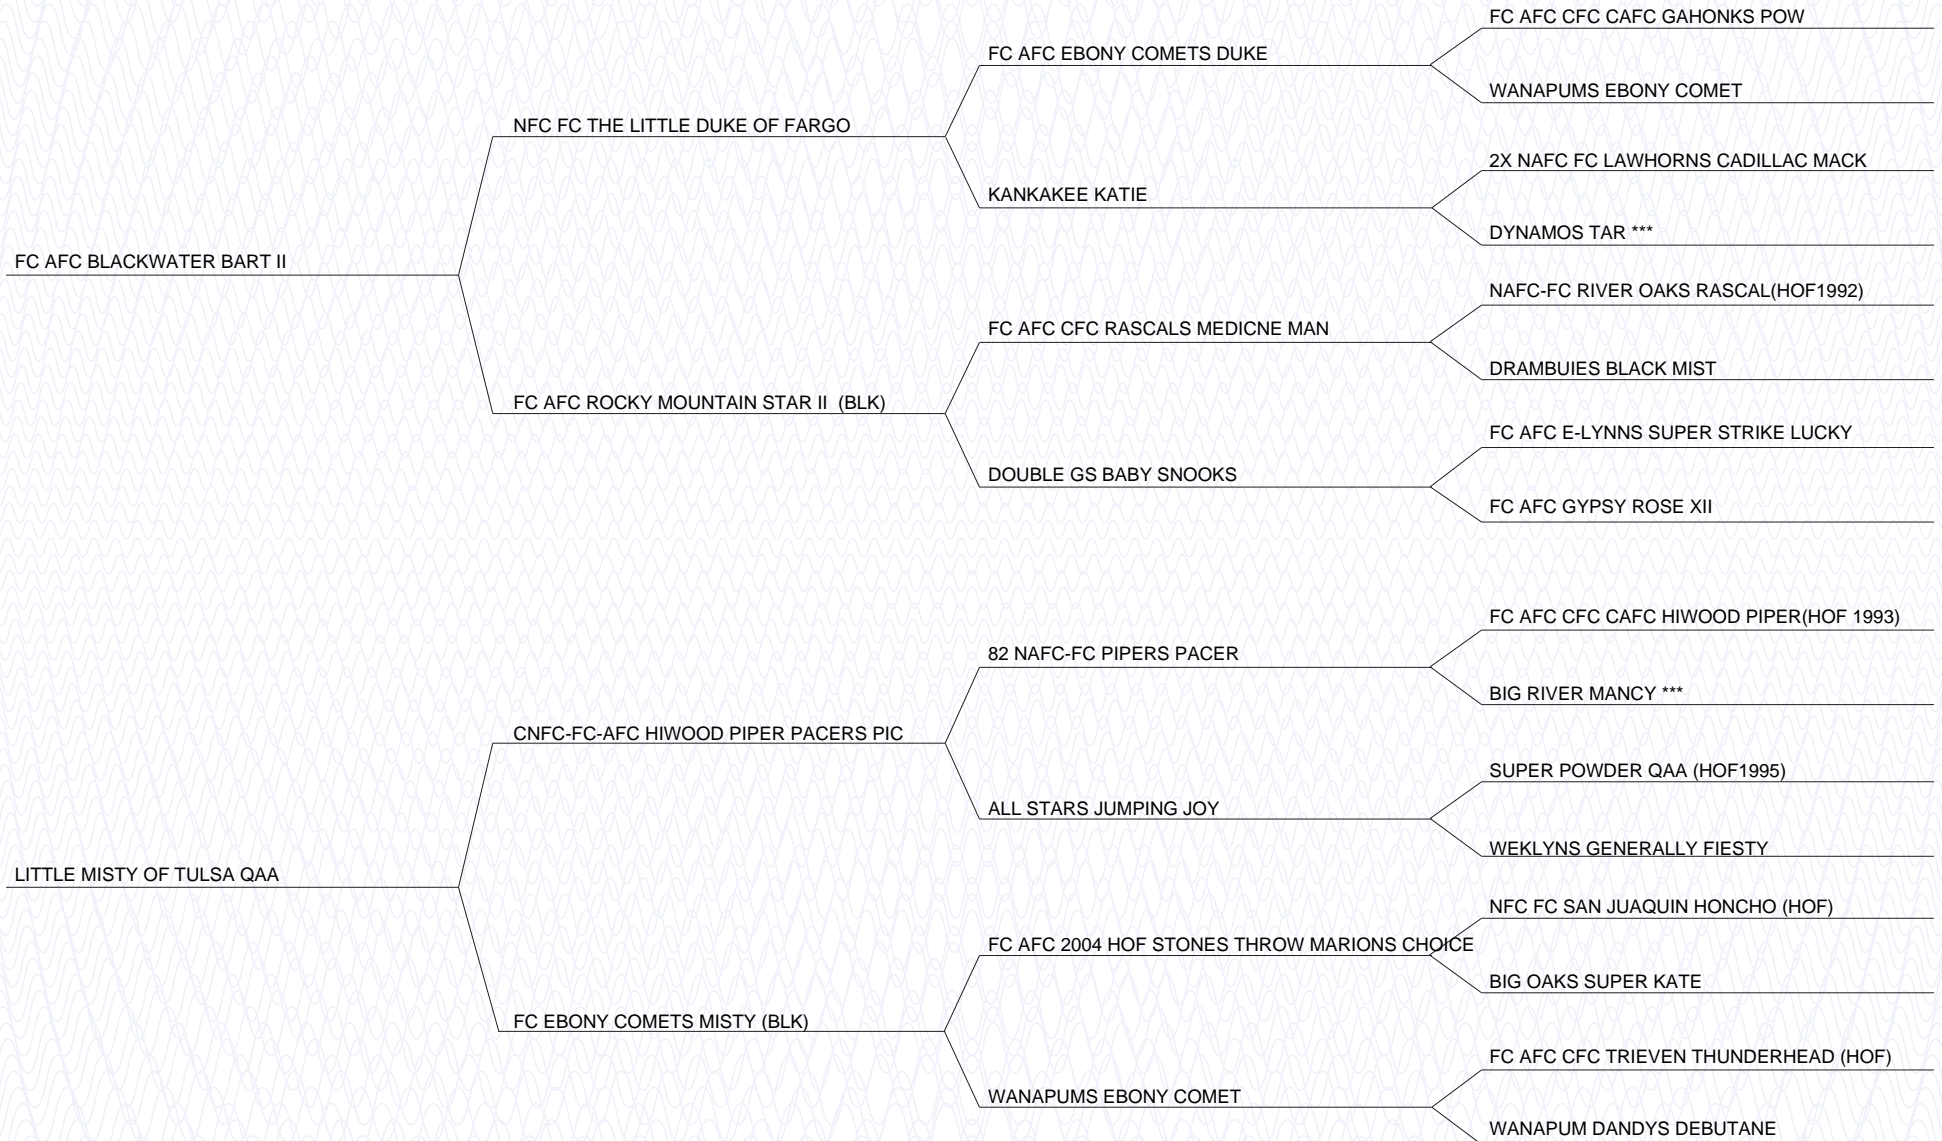 FC AFC CFC CAFC GAHONKS POW
FC AFC EBONY COMETS DUKE
WANAPUMS EBONY COMET
NFC FC THE LITTLE DUKE OF FARGO
2X NAFC FC LAWHORNS CADILLAC MACK
KANKAKEE KATIE
DYNAMOS TAR ***
FC AFC BLACKWATER BART II
NAFC-FC RIVER OAKS RASCAL(HOF1992)
FC AFC CFC RASCALS MEDICNE MAN
DRAMBUIES BLACK MIST
FC AFC ROCKY MOUNTAIN STAR II (BLK)
FC AFC E-LYNNS SUPER STRIKE LUCKY
DOUBLE GS BABY SNOOKS
FC AFC GYPSY ROSE XII
FC AFC CFC CAFC HIWOOD PIPER(HOF 1993)
82 NAFC-FC PIPERS PACER
BIG RIVER MANCY ***
CNFC-FC-AFC HIWOOD PIPER PACERS PIC
SUPER POWDER QAA (HOF1995)
ALL STARS JUMPING JOY
WEKLYNS GENERALLY FIESTY
LITTLE MISTY OF TULSA QAA
NFC FC SAN JUAQUIN HONCHO (HOF)
FC AFC 2004 HOF STONES THROW MARIONS CHOICE
BIG OAKS SUPER KATE
FC EBONY COMETS MISTY (BLK)
FC AFC CFC TRIEVEN THUNDERHEAD (HOF)
WANAPUMS EBONY COMET
WANAPUM DANDYS DEBUTANE